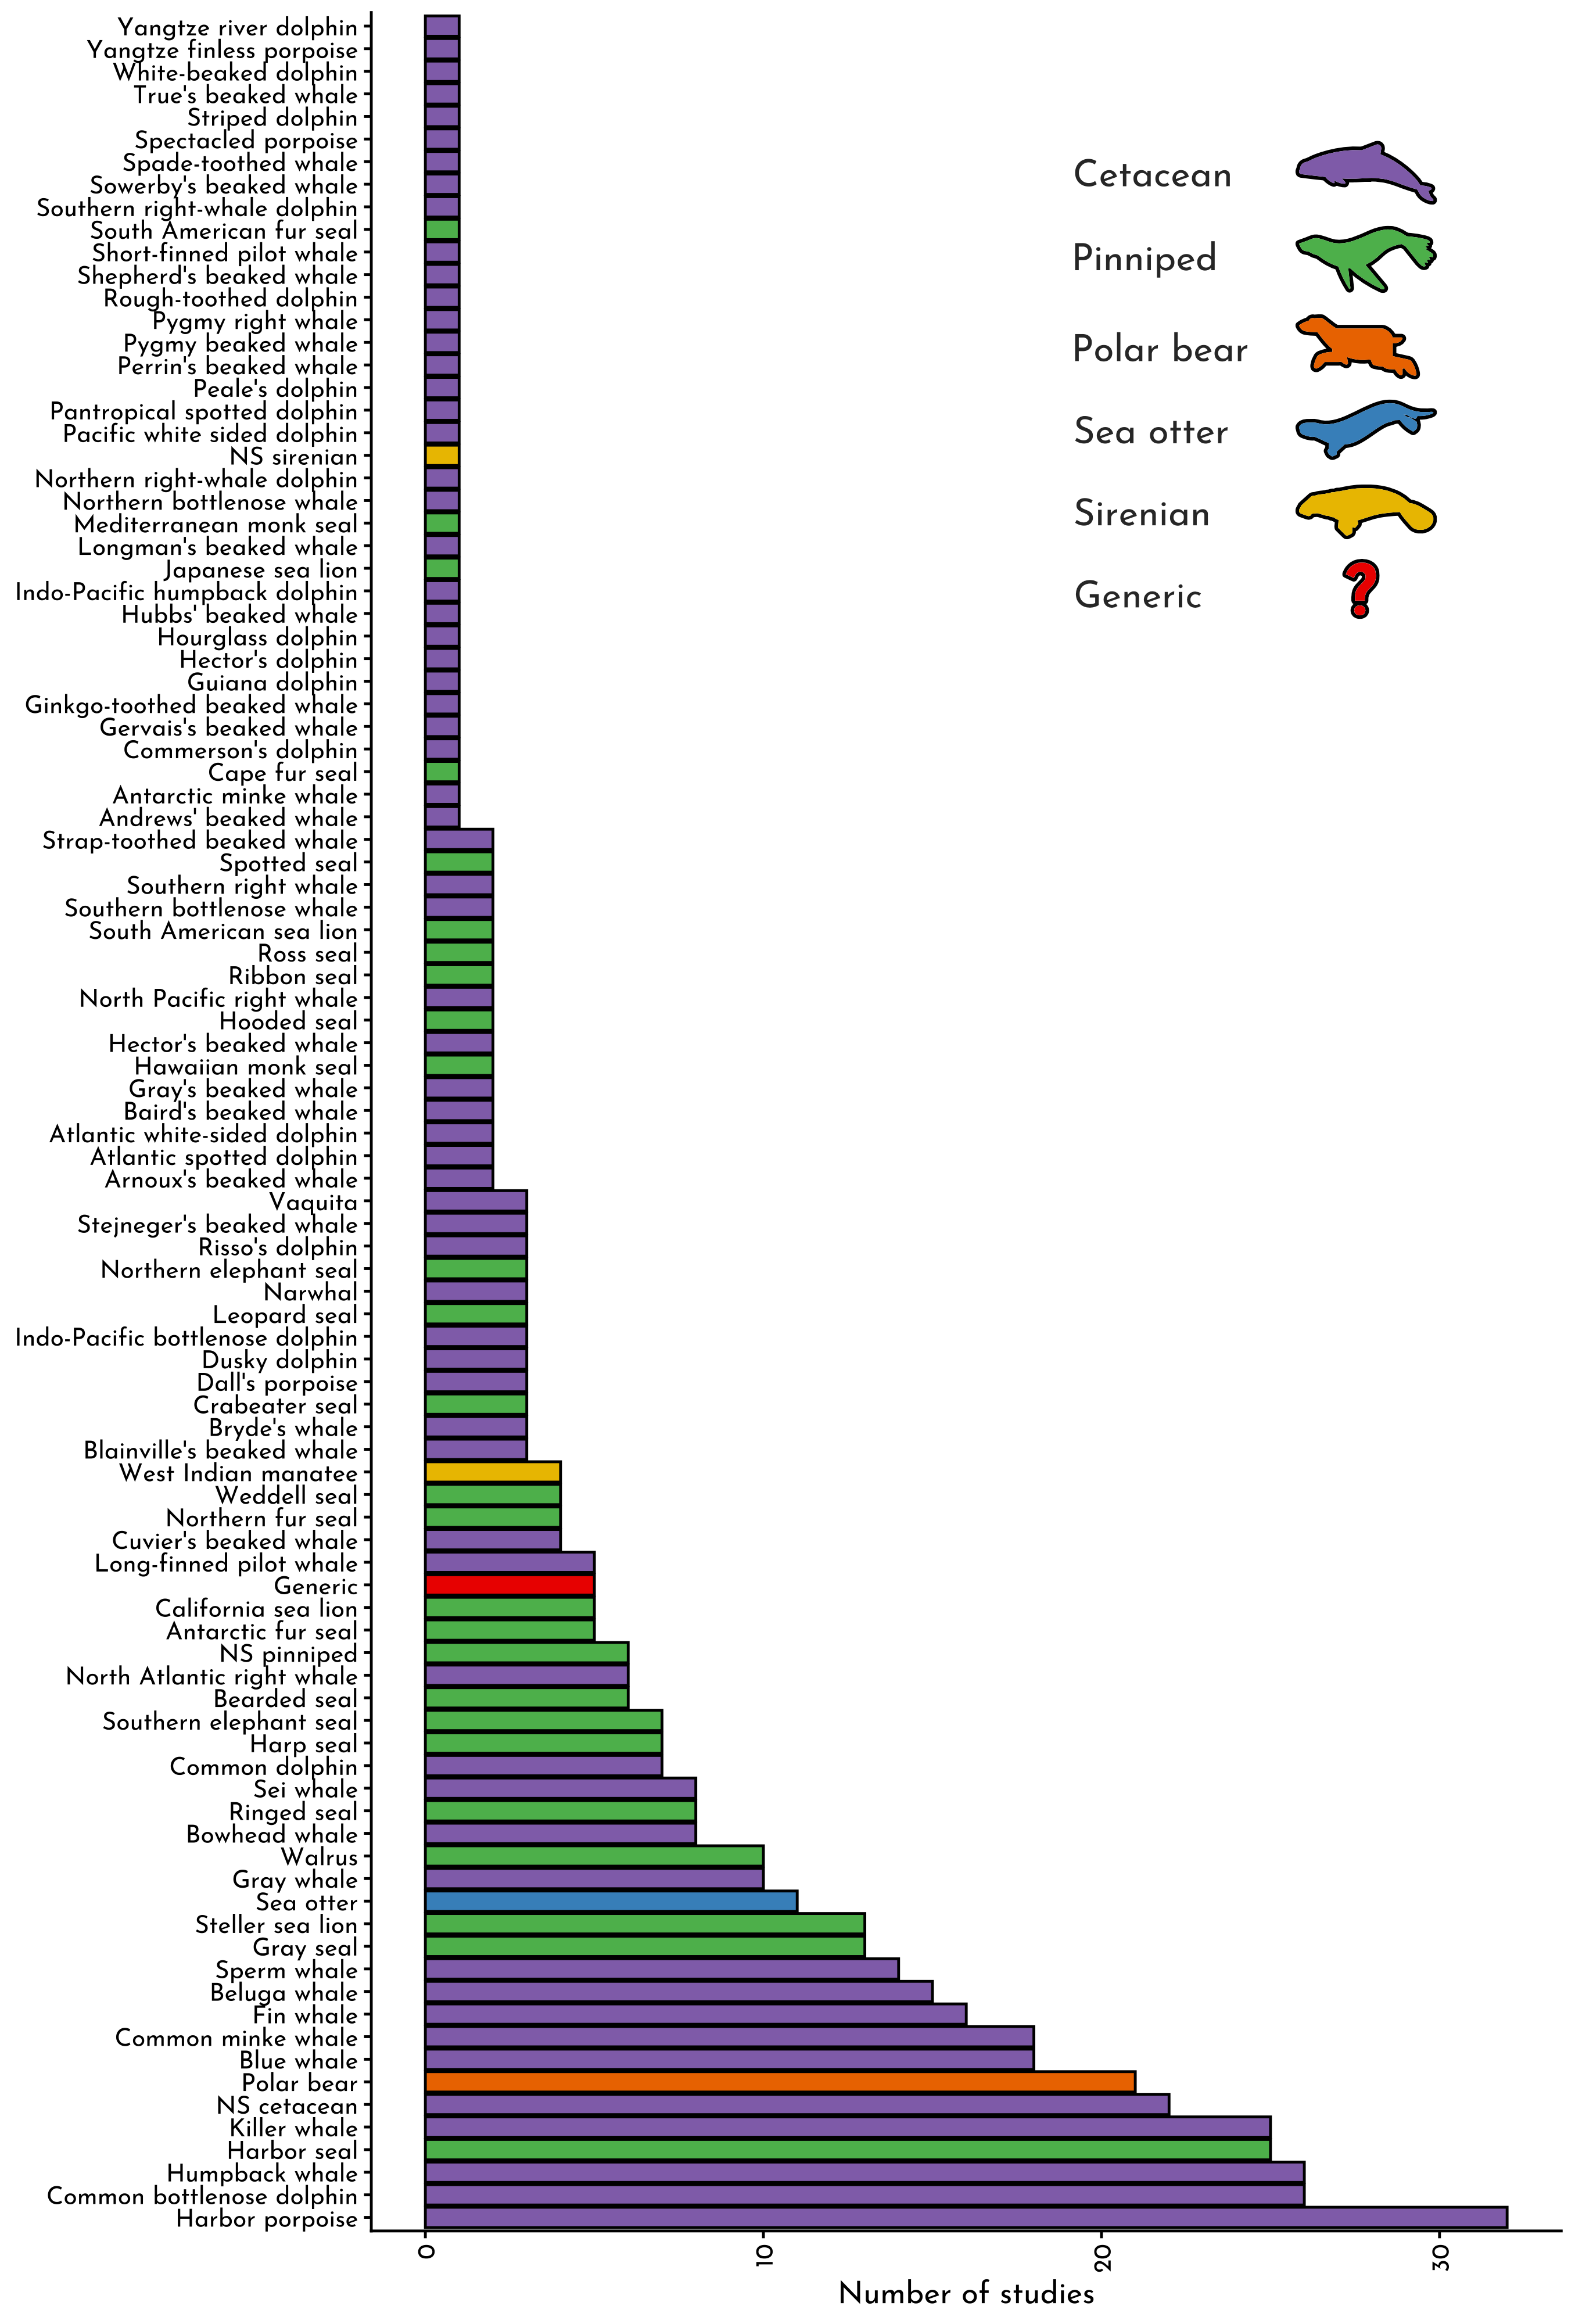 Yangtze river dolphin
Yangtze finless porpoise
White-beaked dolphin
True's beaked whale
Striped dolphin
Spectacled porpoise
Spade-toothed whale
Sowerby's beaked whale
Southern right-whale dolphin
South American fur seal
Short-finned pilot whale
Shepherd's beaked whale
Rough-toothed dolphin
Pygmy right whale
Pygmy beaked whale
Perrin's beaked whale
Peale's dolphin
Pantropical spotted dolphin
Pacific white sided dolphin
NS sirenian
Northern right-whale dolphin
Northern bottlenose whale
Mediterranean monk seal
Longman's beaked whale
Japanese sea lion
Indo-Pacific humpback dolphin
Hubbs' beaked whale
Hourglass dolphin
Hector's dolphin
Guiana dolphin
Ginkgo-toothed beaked whale
Gervais's beaked whale
Commerson's dolphin
Cape fur seal
Antarctic minke whale
Andrews' beaked whale
Strap-toothed beaked whale
Spotted seal
Southern right whale
Southern bottlenose whale
South American sea lion
Ross seal
Ribbon seal
North Pacific right whale
Hooded seal
Hector's beaked whale
Hawaiian monk seal
Gray's beaked whale
Baird's beaked whale
Atlantic white-sided dolphin
Atlantic spotted dolphin
Arnoux's beaked whale
Vaquita
Stejneger's beaked whale
Risso's dolphin
Northern elephant seal
Narwhal
Leopard seal
Indo-Pacific bottlenose dolphin
Dusky dolphin
Dall's porpoise
Crabeater seal
Bryde's whale
Blainville's beaked whale
West Indian manatee
Weddell seal
Northern fur seal
Cuvier's beaked whale
Long-finned pilot whale
Generic
California sea lion
Antarctic fur seal
NS pinniped
North Atlantic right whale
Bearded seal
Southern elephant seal
Harp seal
Common dolphin
Sei whale
Ringed seal
Bowhead whale
Walrus
Gray whale
Sea otter
Steller sea lion
Gray seal
Sperm whale
Beluga whale
Fin whale
Common minke whale
Blue whale
Polar bear
NS cetacean
Killer whale
Harbor seal
Humpback whale
Common bottlenose dolphin
Harbor porpoise
0 10 20 30
Number of studies
Cetacean
Pinniped
Polar bear
Sea otter
Sirenian
Generic
?